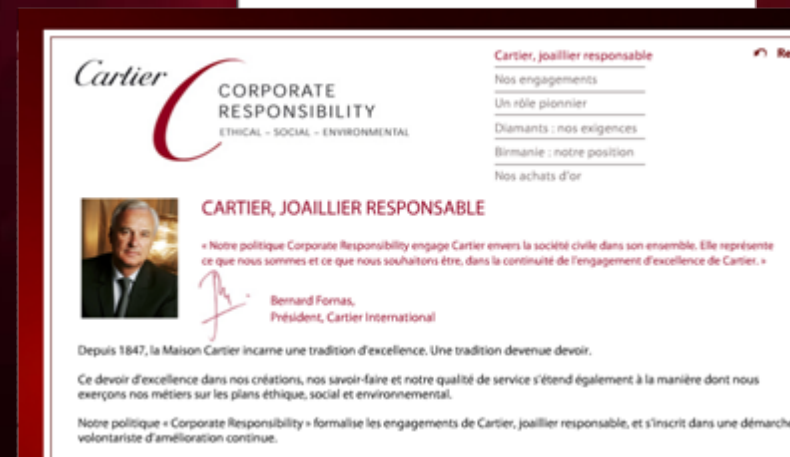 Cartier
CORPORATE
RESPONSIBILITY
ETHICAL – SOCIAL – ENVIRONMENTAL
Cartier, joaillier responsable
Nos engagements
Un rôle pionnier
Diamants : nos exigences
Birmanie : notre position
Nos achats d'or
Re
CARTIER, JOAILLIER RESPONSABLE
« Notre politique Corporate Responsibility engage Cartier envers la société civile dans son ensemble. Elle représente
ce que nous sommes et ce que nous souhaitons être, dans la continuité de l'engagement d'excellence de Cartier. »
Bernard Fornas,
Président, Cartier International
Depuis 1847, la Maison Cartier incarne une tradition d'excellence. Une tradition devenue devoir.
Ce devoir d'excellence dans nos créations, nos savoir-faire et notre qualité de service s'étend également à la manière dont nous
exerçons nos métiers sur les plans éthique, social et environnemental.
Notre politique « Corporate Responsibility » formalise les engagements de Cartier, joaillier responsable, et s'inscrit dans une démarche
volontariste d'amélioration continue.